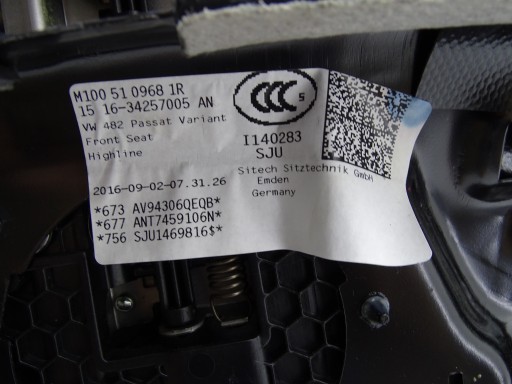 M100 51 0968 1R
15 16-34257005 AN
VW 482 Passat Variant
Front Seat
Highline
CCC S
I140283
SJU
Sitech Sitztechnik GmbH
Emden
Germany
2016-09-02-07.31.26
*673 AV94306QEQB*
*677 ANT7459106N*
*756 SJU1469816$*